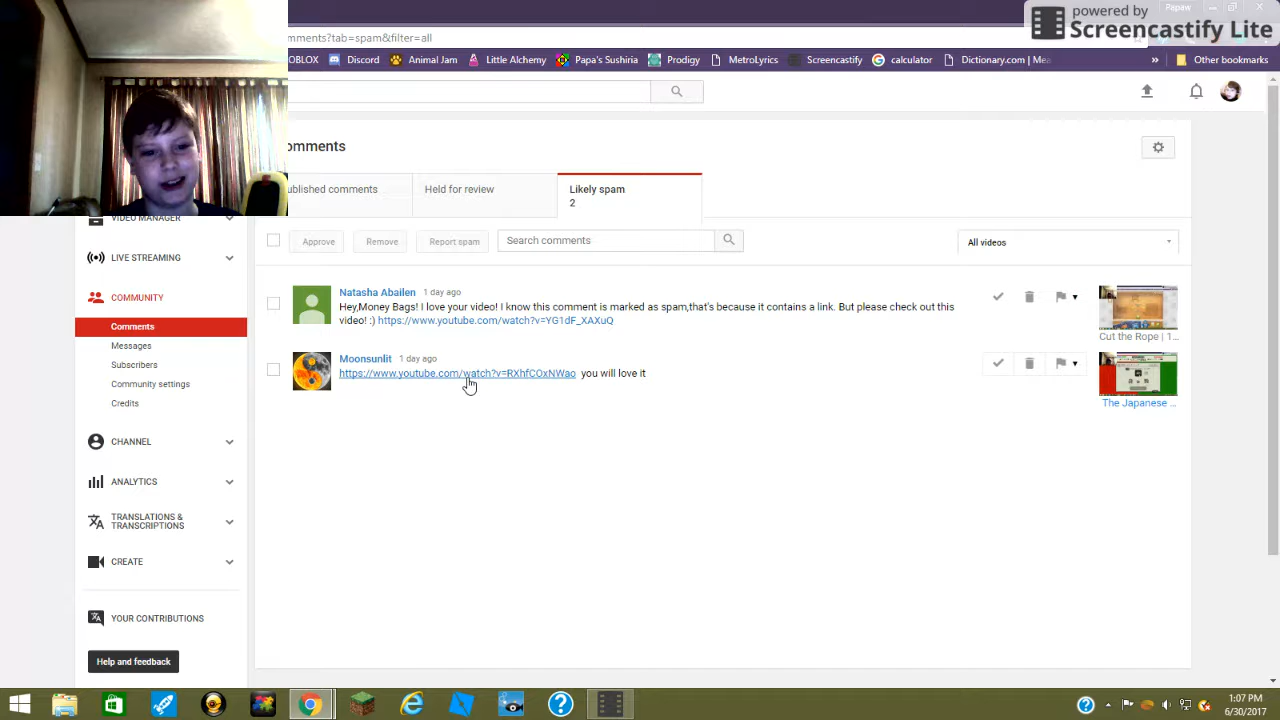 powered by
Screencastify Lite
omments?tab=spam&filter=all
OBLOX Discord Animal Jam Little Alchemy Papa's Sushiria Prodigy MetroLyrics Screencastify calculator Dictionary.com | Mea » Other bookmarks
omments
ublished comments
Held for review
Likely spam
2
Approve
Remove
Report spam
Search comments
All videos
Natasha Abailen 1 day ago
Hey,Money Bags! I love your video! I know this comment is marked as spam,that's because it contains a link. But please check out this
video! :) https://www.youtube.com/watch?v=YG1dF_XAXuQ
Cut the Rope | 1...
Moonsunlit 1 day ago
https://www.youtube.com/watch?v=RXhfCOxNWao you will love it
The Japanese ...
VIDEO MANAGER
LIVE STREAMING
COMMUNITY
Comments
Messages
Subscribers
Community settings
Credits
CHANNEL
ANALYTICS
TRANSLATIONS &
TRANSCRIPTIONS
CREATE
YOUR CONTRIBUTIONS
Help and feedback
1:07 PM
6/30/2017